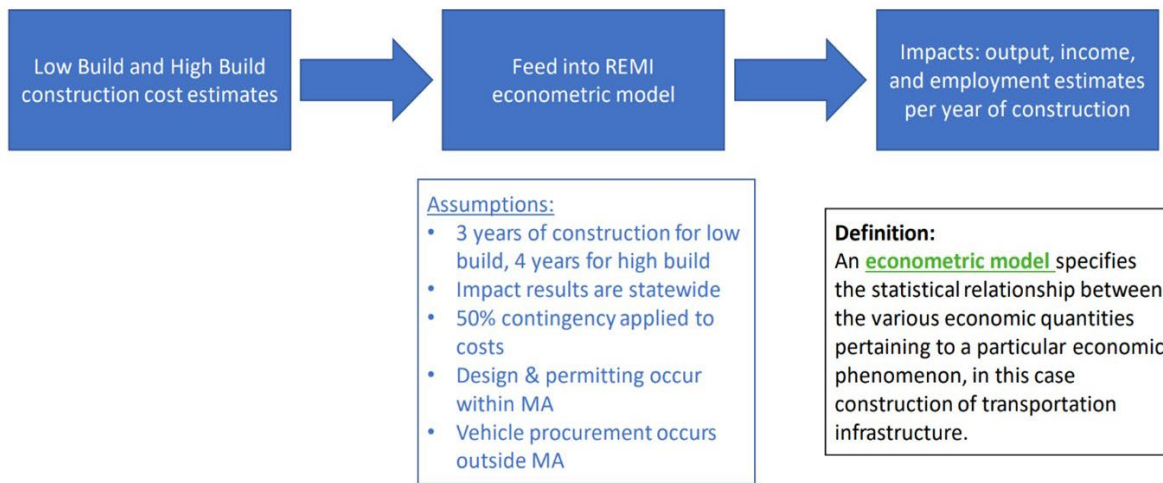 Low Build and High Build
construction cost estimates
Feed into REMI
econometric model
Impacts: output, income,
and employment estimates
per year of construction
Assumptions:
• 3 years of construction for low
build, 4 years for high build
• Impact results are statewide
• 50% contingency applied to
costs
• Design & permitting occur
within MA
• Vehicle procurement occurs
outside MA
Definition:
An econometric model specifies
the statistical relationship between
the various economic quantities
pertaining to a particular economic
phenomenon, in this case
construction of transportation
infrastructure.